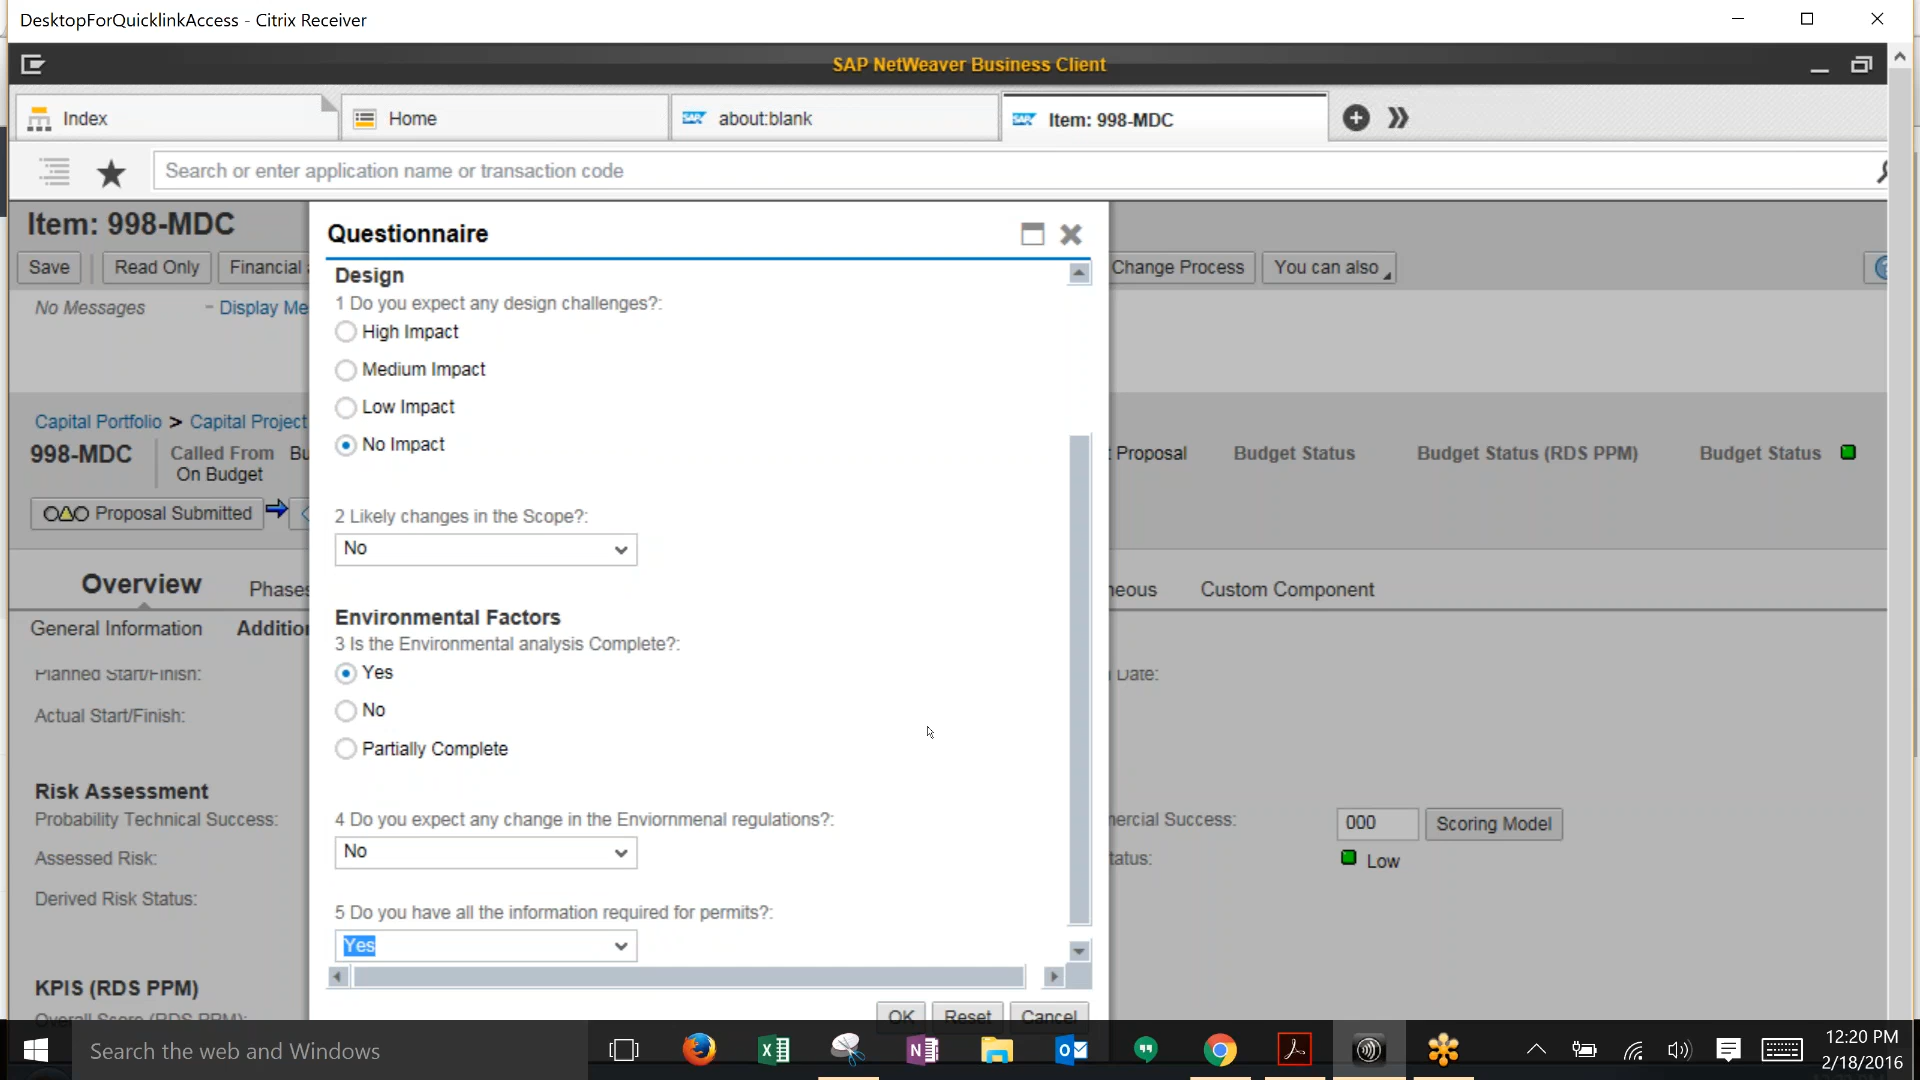 DesktopForQuicklinkAccess - Citrix Receiver
SAP NetWeaver Business Client
Index
Home
about:blank
Item: 998-MDC
Search or enter application name or transaction code
Item: 998-MDC
Save
Read Only
Financial
Change Process
You can also
No Messages
- Display Me
Capital Portfolio > Capital Project
998-MDC
Called From Bu
On Budget
Proposal
Budget Status
Budget Status (RDS PPM)
Budget Status
Proposal Submitted
Overview
Phases
neous
Custom Component
General Information
Addition
Planned Start/Finish:
Date:
Actual Start/Finish:
Risk Assessment
Probability Technical Success:
mercial Success:
000
Scoring Model
Assessed Risk:
tatus:
Low
Derived Risk Status:
KPIS (RDS PPM)
Overall Score (RDS PPM):
Questionnaire
Design
1 Do you expect any design challenges?:
High Impact
Medium Impact
Low Impact
No Impact
2 Likely changes in the Scope?:
No
Environmental Factors
3 Is the Environmental analysis Complete?:
Yes
No
Partially Complete
4 Do you expect any change in the Enviornmenal regulations?:
No
5 Do you have all the information required for permits?:
Yes
OK
Reset
Cancel
Search the web and Windows
12:20 PM
2/18/2016